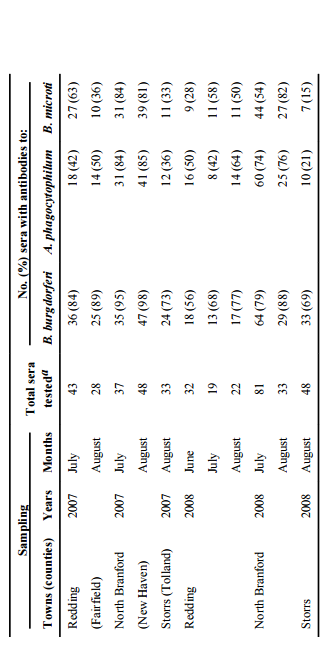 Sampling Total sera No. (%) sera with antibodies to:
Towns (counties) Years Months testedᵃ B. burgdorferi A. phagocytophilum B. microti
Redding 2007 July 43 36 (84) 18 (42) 27 (63)
(Fairfield) August 28 25 (89) 14 (50) 10 (36)
North Branford 2007 July 37 35 (95) 31 (84) 31 (84)
(New Haven) August 48 47 (98) 41 (85) 39 (81)
Storrs (Tolland) 2007 August 33 24 (73) 12 (36) 11 (33)
Redding 2008 June 32 18 (56) 16 (50) 9 (28)
July 19 13 (68) 8 (42) 11 (58)
August 22 17 (77) 14 (64) 11 (50)
North Branford 2008 July 81 64 (79) 60 (74) 44 (54)
August 33 29 (88) 25 (76) 27 (82)
Storrs 2008 August 48 33 (69) 10 (21) 7 (15)